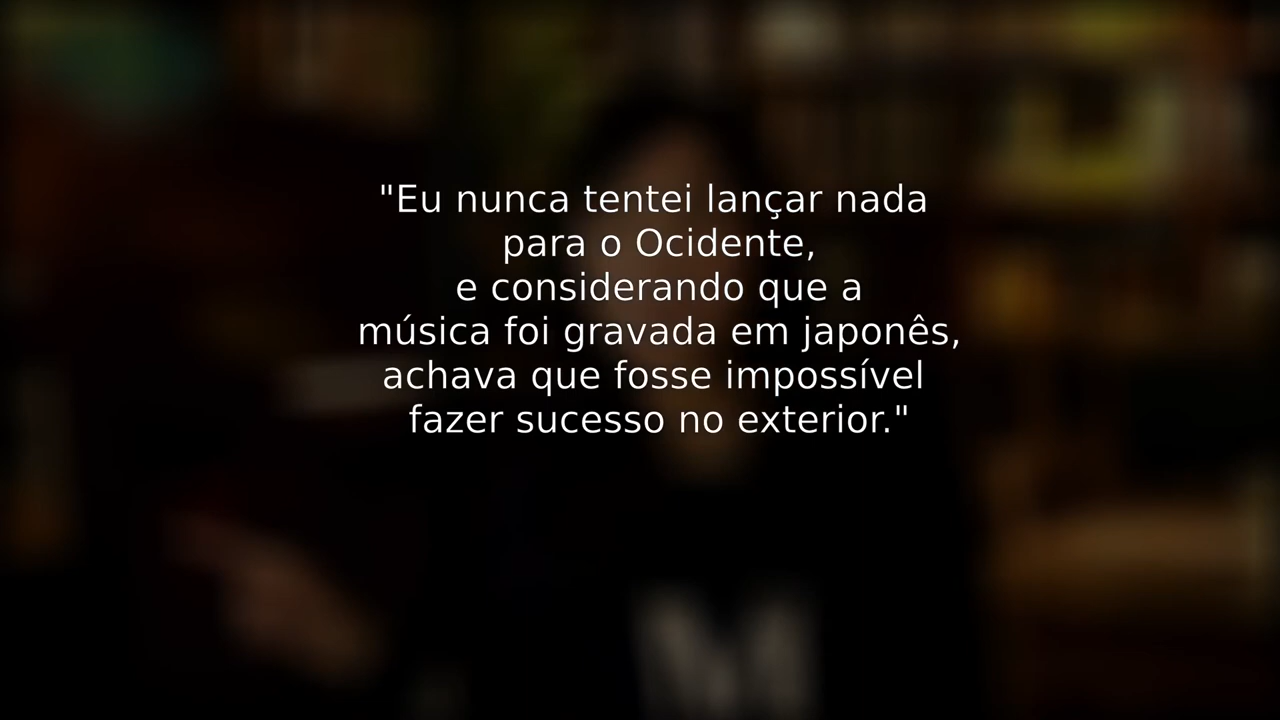 "Eu nunca tentei lançar nada
para o Ocidente,
e considerando que a
música foi gravada em japonês,
achava que fosse impossível
fazer sucesso no exterior."